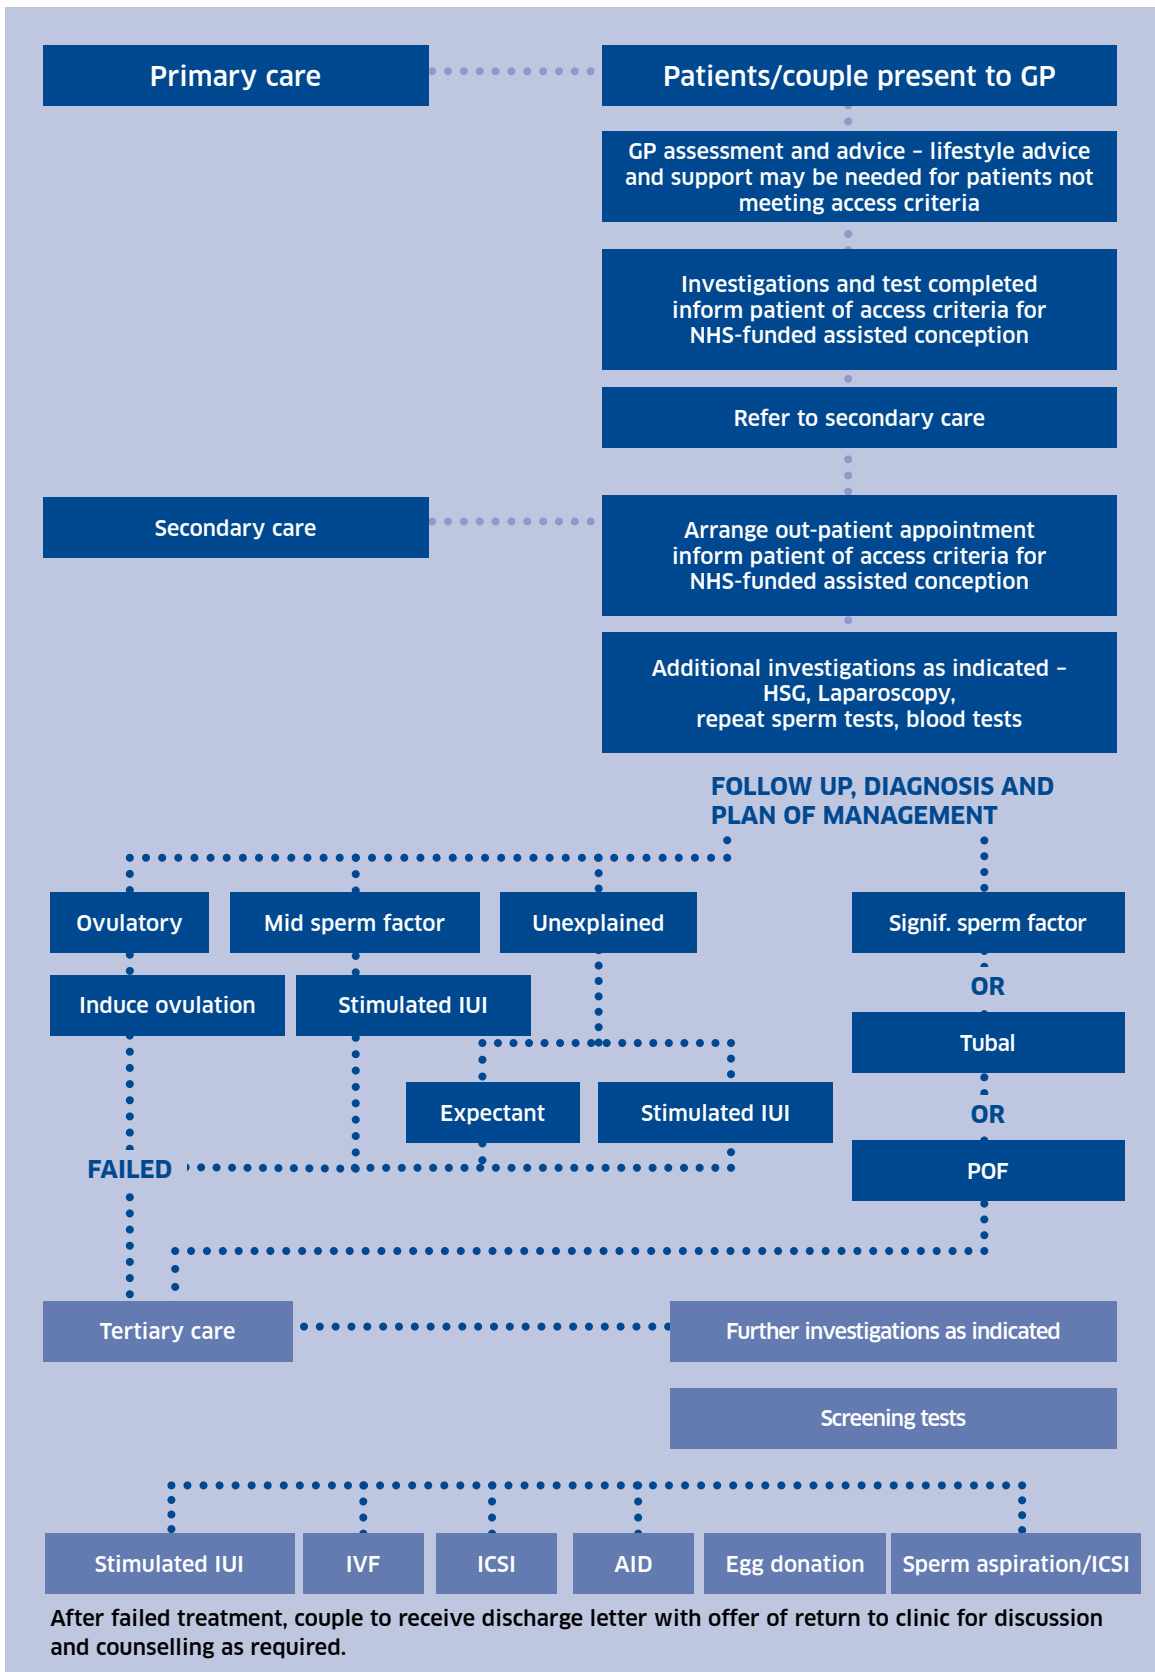 Primary care
Patients/couple present to GP
GP assessment and advice – lifestyle advice
and support may be needed for patients not
meeting access criteria
Investigations and test completed
inform patient of access criteria for
NHS-funded assisted conception
Refer to secondary care
Secondary care
Arrange out-patient appointment
inform patient of access criteria for
NHS-funded assisted conception
Additional investigations as indicated –
HSG, Laparoscopy,
repeat sperm tests, blood tests
FOLLOW UP, DIAGNOSIS AND
PLAN OF MANAGEMENT
Ovulatory
Mid sperm factor
Unexplained
Signif. sperm factor
Induce ovulation
Stimulated IUI
OR
Tubal
Expectant
Stimulated IUI
OR
FAILED
POF
Tertiary care
Further investigations as indicated
Screening tests
Stimulated IUI
IVF
ICSI
AID
Egg donation
Sperm aspiration/ICSI
After failed treatment, couple to receive discharge letter with offer of return to clinic for discussion
and counselling as required.